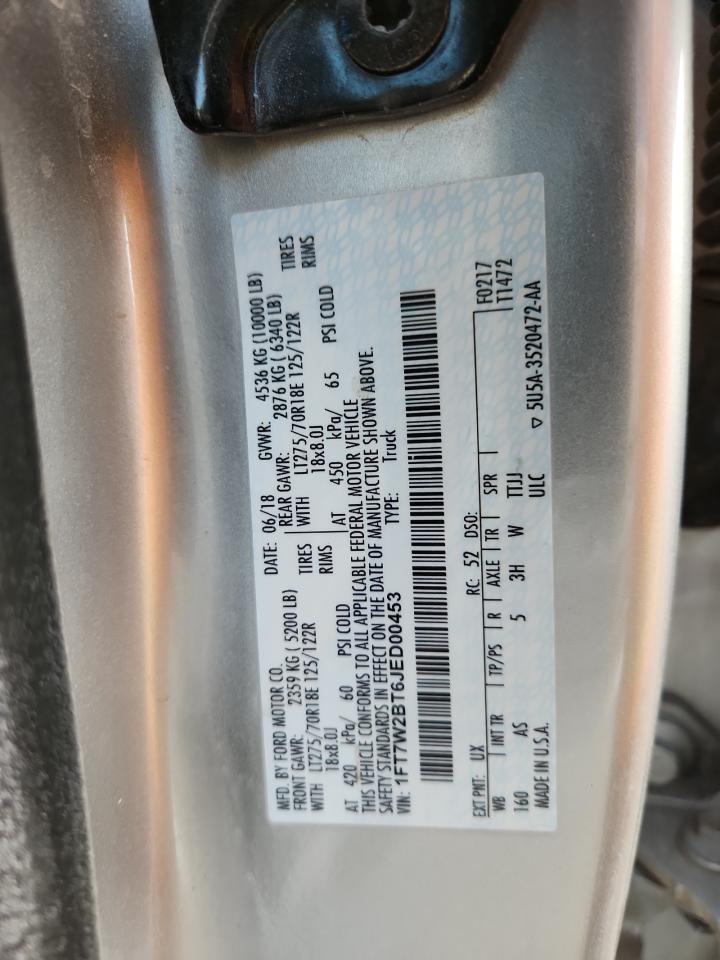 MFD. BY FORD MOTOR CO.
DATE: 06/18 GVWR: 4536 KG (10000 LB)
FRONT GAWR: 2359 KG ( 5200 LB) REAR GAWR: 2876 KG ( 6340 LB)
WITH LT275/70R18E 125/122R TIRES WITH LT275/70R18E 125/122R TIRES
18x8.0J RIMS 18x8.0J RIMS
AT 420 kPa/ 60 PSI COLD AT 450 kPa/ 65 PSI COLD
THIS VEHICLE CONFORMS TO ALL APPLICABLE FEDERAL MOTOR VEHICLE
SAFETY STANDARDS IN EFFECT ON THE DATE OF MANUFACTURE SHOWN ABOVE.
VIN: 1FT7W2BT6JED00453 TYPE: Truck
EXT PNT: UX RC: 52 DSO: F0217
WB INT TR TP/PS R AXLE TR SPR T1472
160 AS 5 3H W TTJJ
MADE IN U.S.A. ULC ▽ 5U5A-3520472-AA